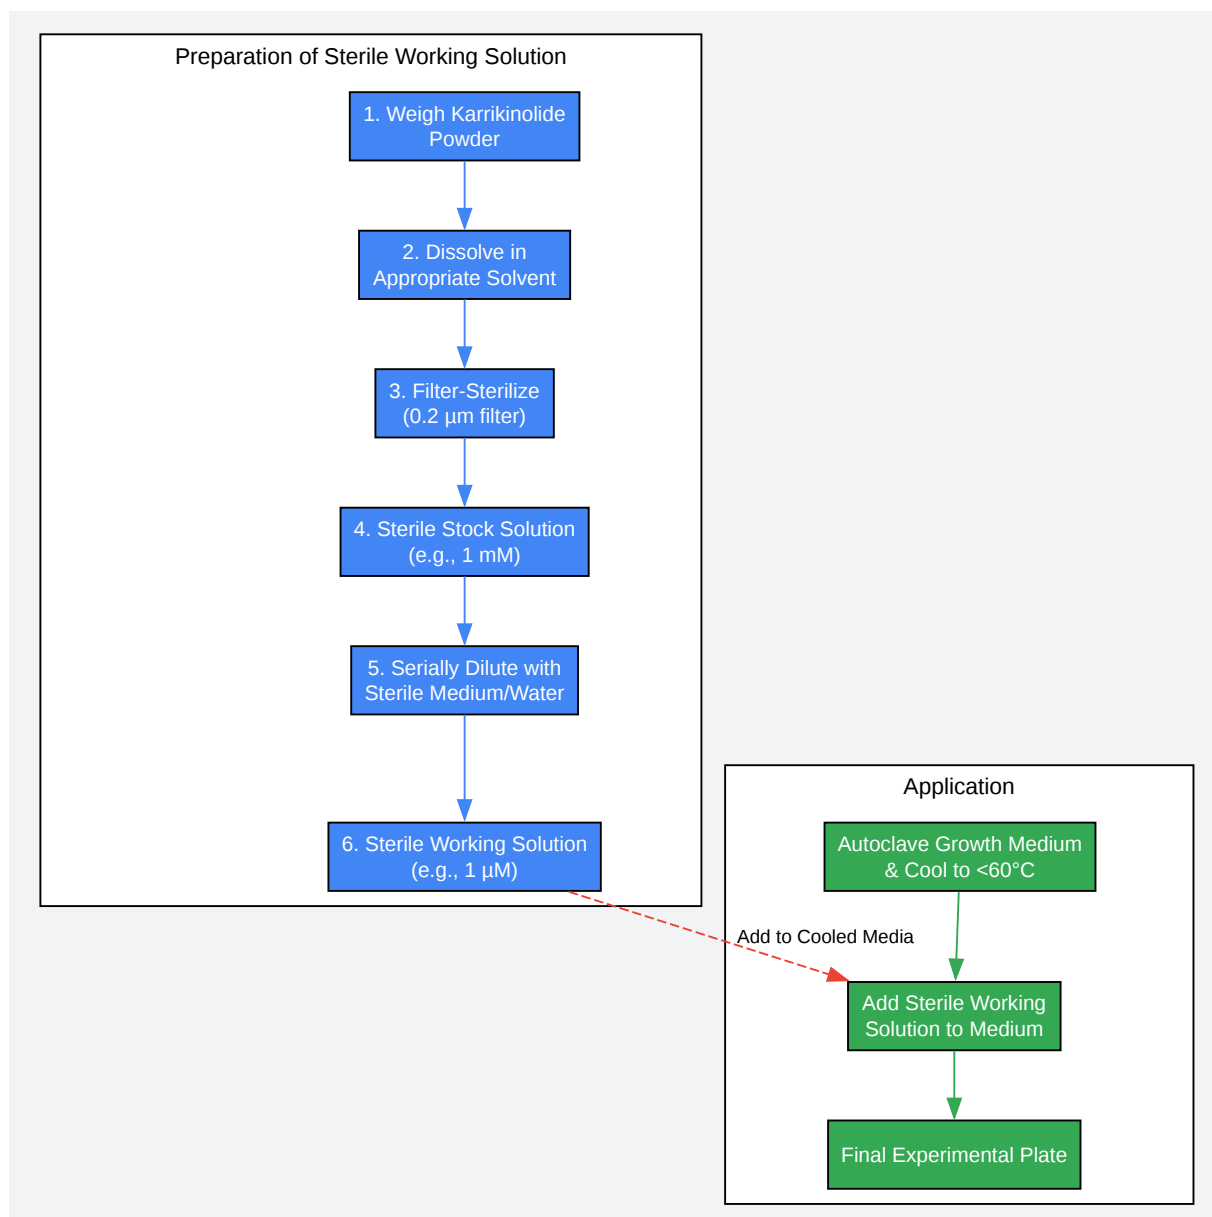 Preparation of Sterile Working Solution
1. Weigh Karrikinolide
Powder
2. Dissolve in
Appropriate Solvent
3. Filter-Sterilize
(0.2 µm filter)
4. Sterile Stock Solution
(e.g., 1 mM)
5. Serially Dilute with
Sterile Medium/Water
6. Sterile Working Solution
(e.g., 1 µM)
Application
Autoclave Growth Medium
& Cool to <60°C
Add to Cooled Media
Add Sterile Working
Solution to Medium
Final Experimental Plate